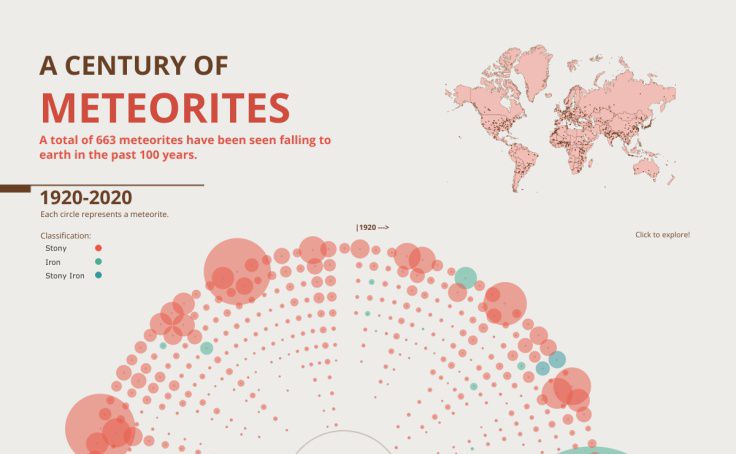 A CENTURY OF
METEORITES
A total of 663 meteorites have been seen falling to
earth in the past 100 years.
1920-2020
Each circle represents a meteorite.
Classification:
Stony
Iron
Stony Iron
|1920 --->
Click to explore!